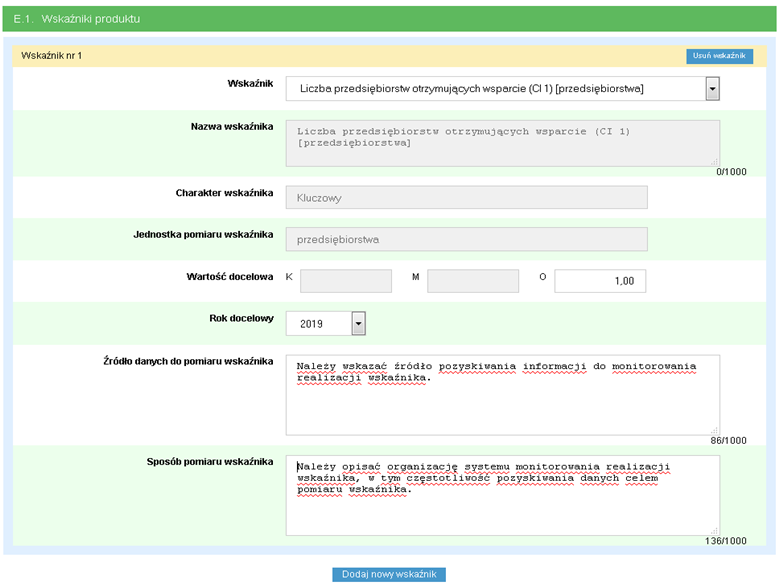 E.1. Wskaźniki produktu
Wskaźnik nr 1
Usuń wskaźnik
Wskaźnik
Liczba przedsiębiorstw otrzymujących wsparcie (CI 1) [przedsiębiorstwa]
Nazwa wskaźnika
Liczba przedsiębiorstw otrzymujących wsparcie (CI 1)
[przedsiębiorstwa]
0/1000
Charakter wskaźnika
Kluczowy
Jednostka pomiaru wskaźnika
przedsiębiorstwa
Wartość docelowa K M O 1,00
Rok docelowy
2019
Źródło danych do pomiaru wskaźnika
Należy wskazać źródło pozyskiwania informacji do monitorowania
realizacji wskaźnika.
86/1000
Sposób pomiaru wskaźnika
Należy opisać organizację systemu monitorowania realizacji
wskaźnika, w tym częstotliwość pozyskiwania danych celem
pomiaru wskaźnika.
136/1000
Dodaj nowy wskaźnik